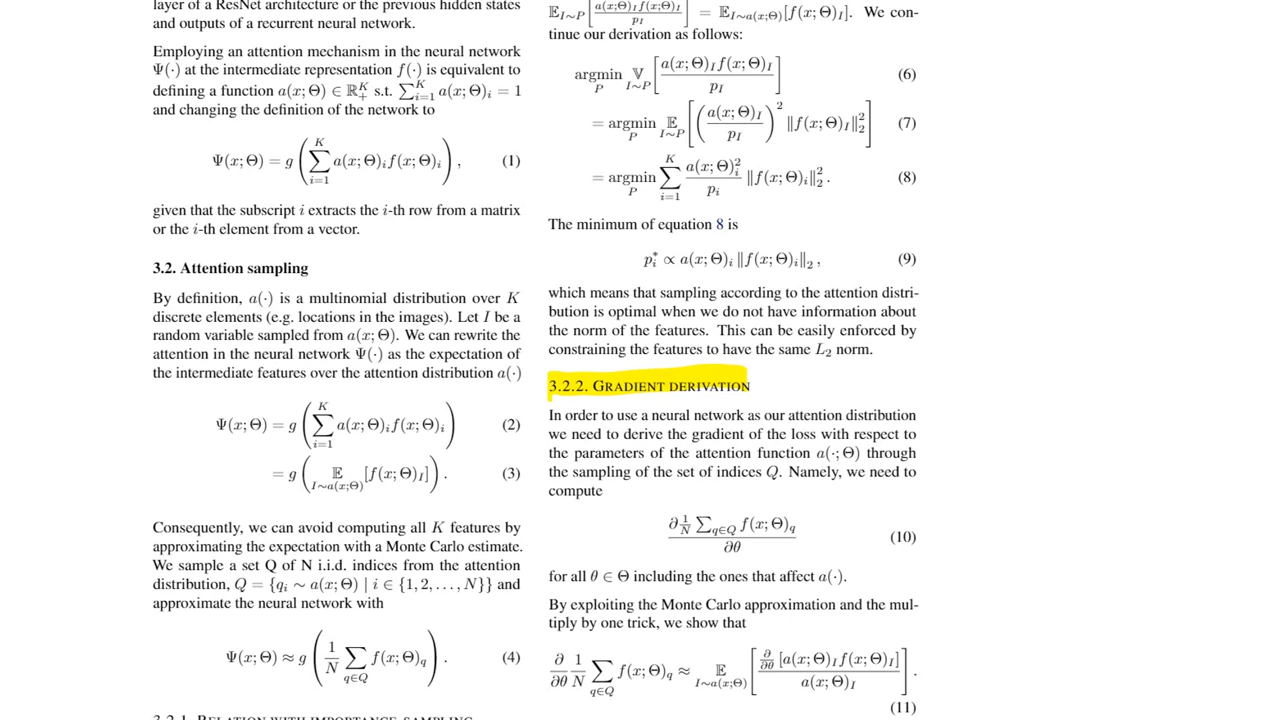 layer of a ResNet architecture or the previous hidden states
and outputs of a recurrent neural network.
Employing an attention mechanism in the neural network
Ψ(·) at the intermediate representation f(·) is equivalent to
defining a function a(x; Θ) ∈ ℝ₊ᴷ s.t. ∑ᵢ₌₁ᴷ a(x; Θ)ᵢ = 1
and changing the definition of the network to
Ψ(x; Θ) = g ( ∑ᵢ₌₁ᴷ a(x; Θ)ᵢ f(x; Θ)ᵢ ) , (1)
given that the subscript i extracts the i-th row from a matrix
or the i-th element from a vector.
3.2. Attention sampling
By definition, a(·) is a multinomial distribution over K
discrete elements (e.g. locations in the images). Let I be a
random variable sampled from a(x; Θ). We can rewrite the
attention in the neural network Ψ(·) as the expectation of
the intermediate features over the attention distribution a(·)
Ψ(x; Θ) = g ( ∑ᵢ₌₁ᴷ a(x; Θ)ᵢ f(x; Θ)ᵢ ) (2)
= g ( 𝔼_{I∼a(x;Θ)} [f(x; Θ)_I] ) . (3)
Consequently, we can avoid computing all K features by
approximating the expectation with a Monte Carlo estimate.
We sample a set Q of N i.i.d. indices from the attention
distribution, Q = {qᵢ ∼ a(x; Θ) | i ∈ {1, 2, . . . , N}} and
approximate the neural network with
Ψ(x; Θ) ≈ g ( 1/N ∑_{q∈Q} f(x; Θ)_q ) . (4)
3.2.1. RELATION WITH IMPORTANCE-SAMPLING
𝔼_{I∼P} [ a(x;Θ)_I f(x;Θ)_I / p_I ] = 𝔼_{I∼a(x;Θ)} [f(x; Θ)_I]. We con-
tinue our derivation as follows:
argmin_P 𝕍_{I∼P} [ a(x; Θ)_I f(x; Θ)_I / p_I ] (6)
= argmin_P 𝔼_{I∼P} [ ( a(x; Θ)_I / p_I )² ‖f(x; Θ)_I‖₂² ] (7)
= argmin_P ∑ᵢ₌₁ᴷ a(x; Θ)ᵢ² / pᵢ ‖f(x; Θ)ᵢ‖₂² . (8)
The minimum of equation 8 is
pᵢ* ∝ a(x; Θ)ᵢ ‖f(x; Θ)ᵢ‖₂ , (9)
which means that sampling according to the attention distri-
bution is optimal when we do not have information about
the norm of the features. This can be easily enforced by
constraining the features to have the same L₂ norm.
3.2.2. GRADIENT DERIVATION
In order to use a neural network as our attention distribution
we need to derive the gradient of the loss with respect to
the parameters of the attention function a(·; Θ) through
the sampling of the set of indices Q. Namely, we need to
compute
∂ 1/N ∑_{q∈Q} f(x; Θ)_q / ∂θ (10)
for all θ ∈ Θ including the ones that affect a(·).
By exploiting the Monte Carlo approximation and the mul-
tiply by one trick, we show that
∂/∂θ 1/N ∑_{q∈Q} f(x; Θ)_q ≈ 𝔼_{I∼a(x;Θ)} [ ∂/∂θ [a(x; Θ)_I f(x; Θ)_I] / a(x; Θ)_I ] .
(11)